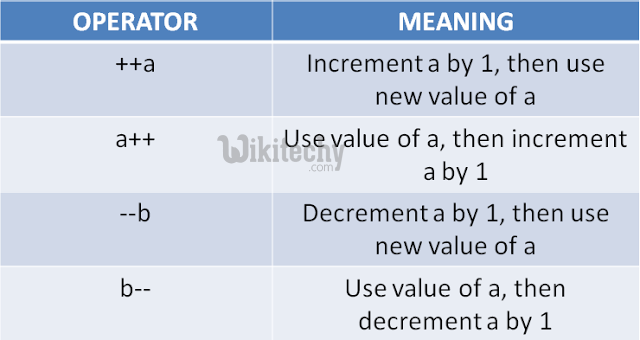 OPERATOR MEANING
++a Increment a by 1, then use
new value of a
a++ Use value of a, then increment
a by 1
Wikitechy
.com
--b Decrement a by 1, then use
new value of a
b-- Use value of a, then
decrement a by 1